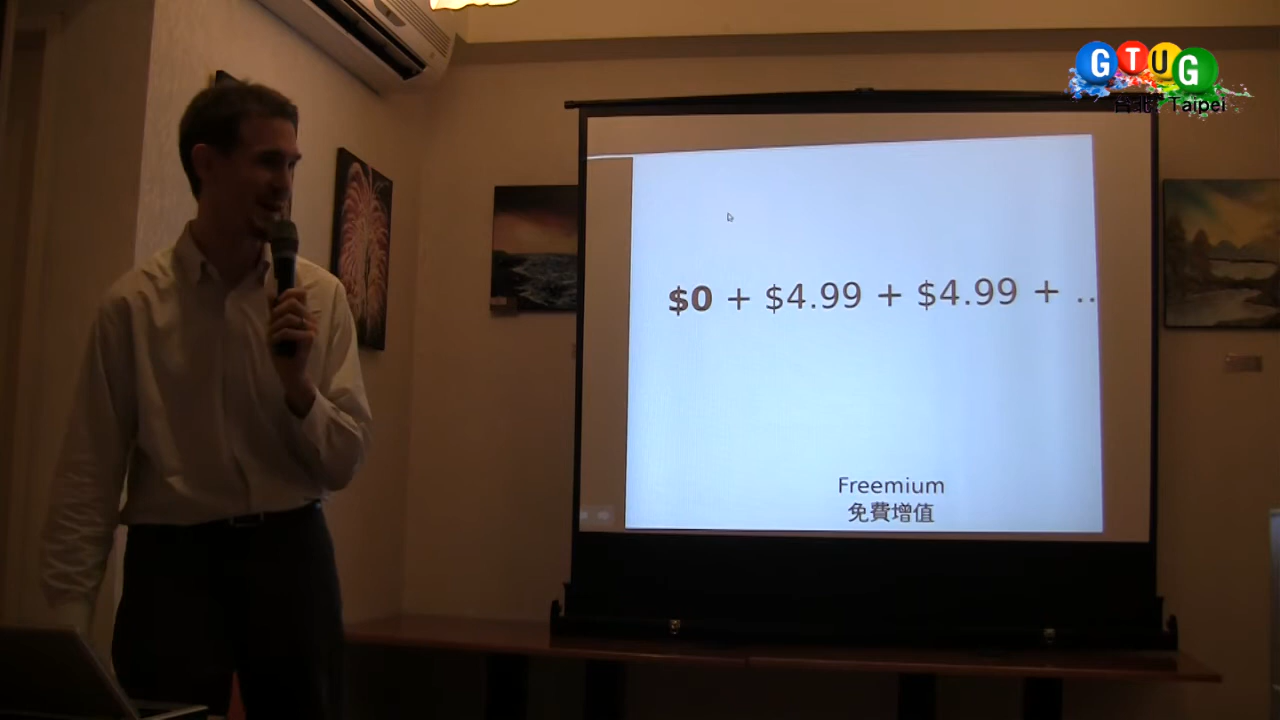 GTUG
台北 Taipei
$0 + $4.99 + $4.99 + ..
Freemium
免費增值